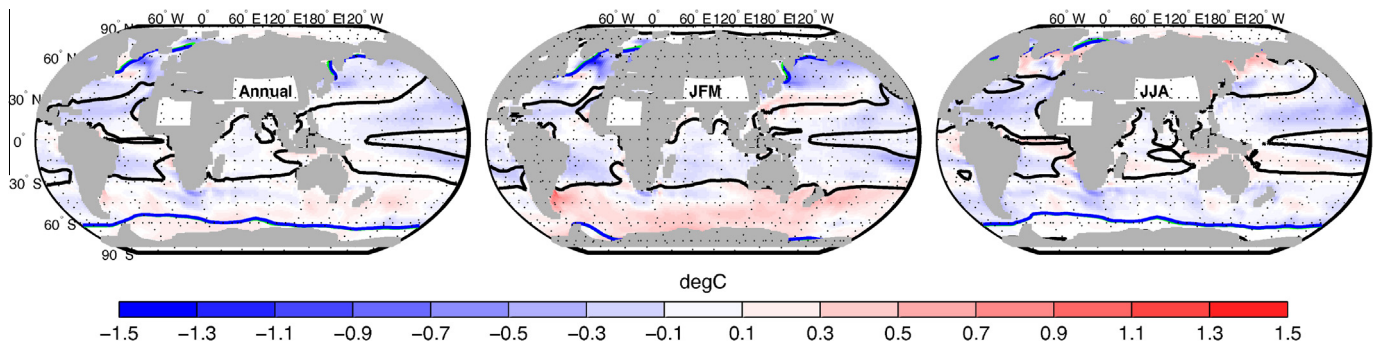 60° W 0° 60° E120° E180° E120° W
60° W 0° 60° E120° E180° E120° W
60° W 0° 60° E120° E180° E120° W
90° N
60° N
30° N
0°
30° S
60° S
90° S
Annual
JFM
JJA
degC
−1.5 −1.3 −1.1 −0.9 −0.7 −0.5 −0.3 −0.1 0.1 0.3 0.5 0.7 0.9 1.1 1.3 1.5